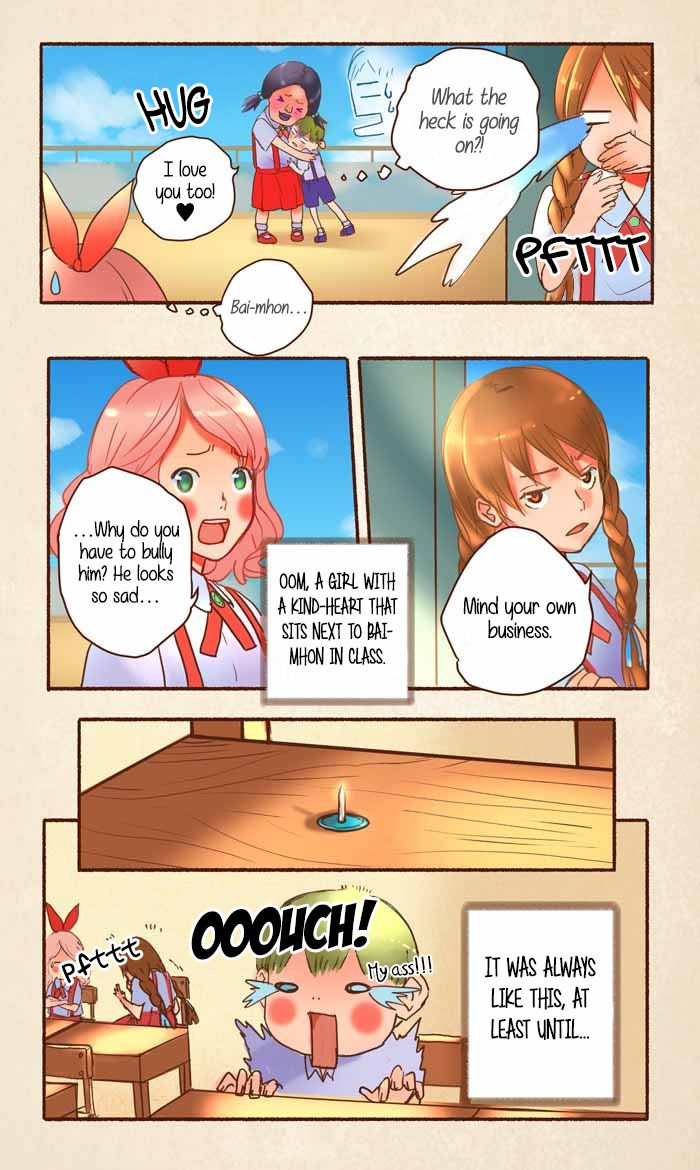 HUG
I love
you too!
♥
What the
heck is going
on?!
PFTTT
Bai-mhon...
...Why do you
have to bully
him? He looks
so sad...
OOM, A GIRL WITH
A KIND-HEART THAT
SITS NEXT TO BAI-
MHON IN CLASS.
Mind your own
business.
Pfttt
OOOUCH!
My ass!!!
IT WAS ALWAYS
LIKE THIS, AT
LEAST UNTIL...